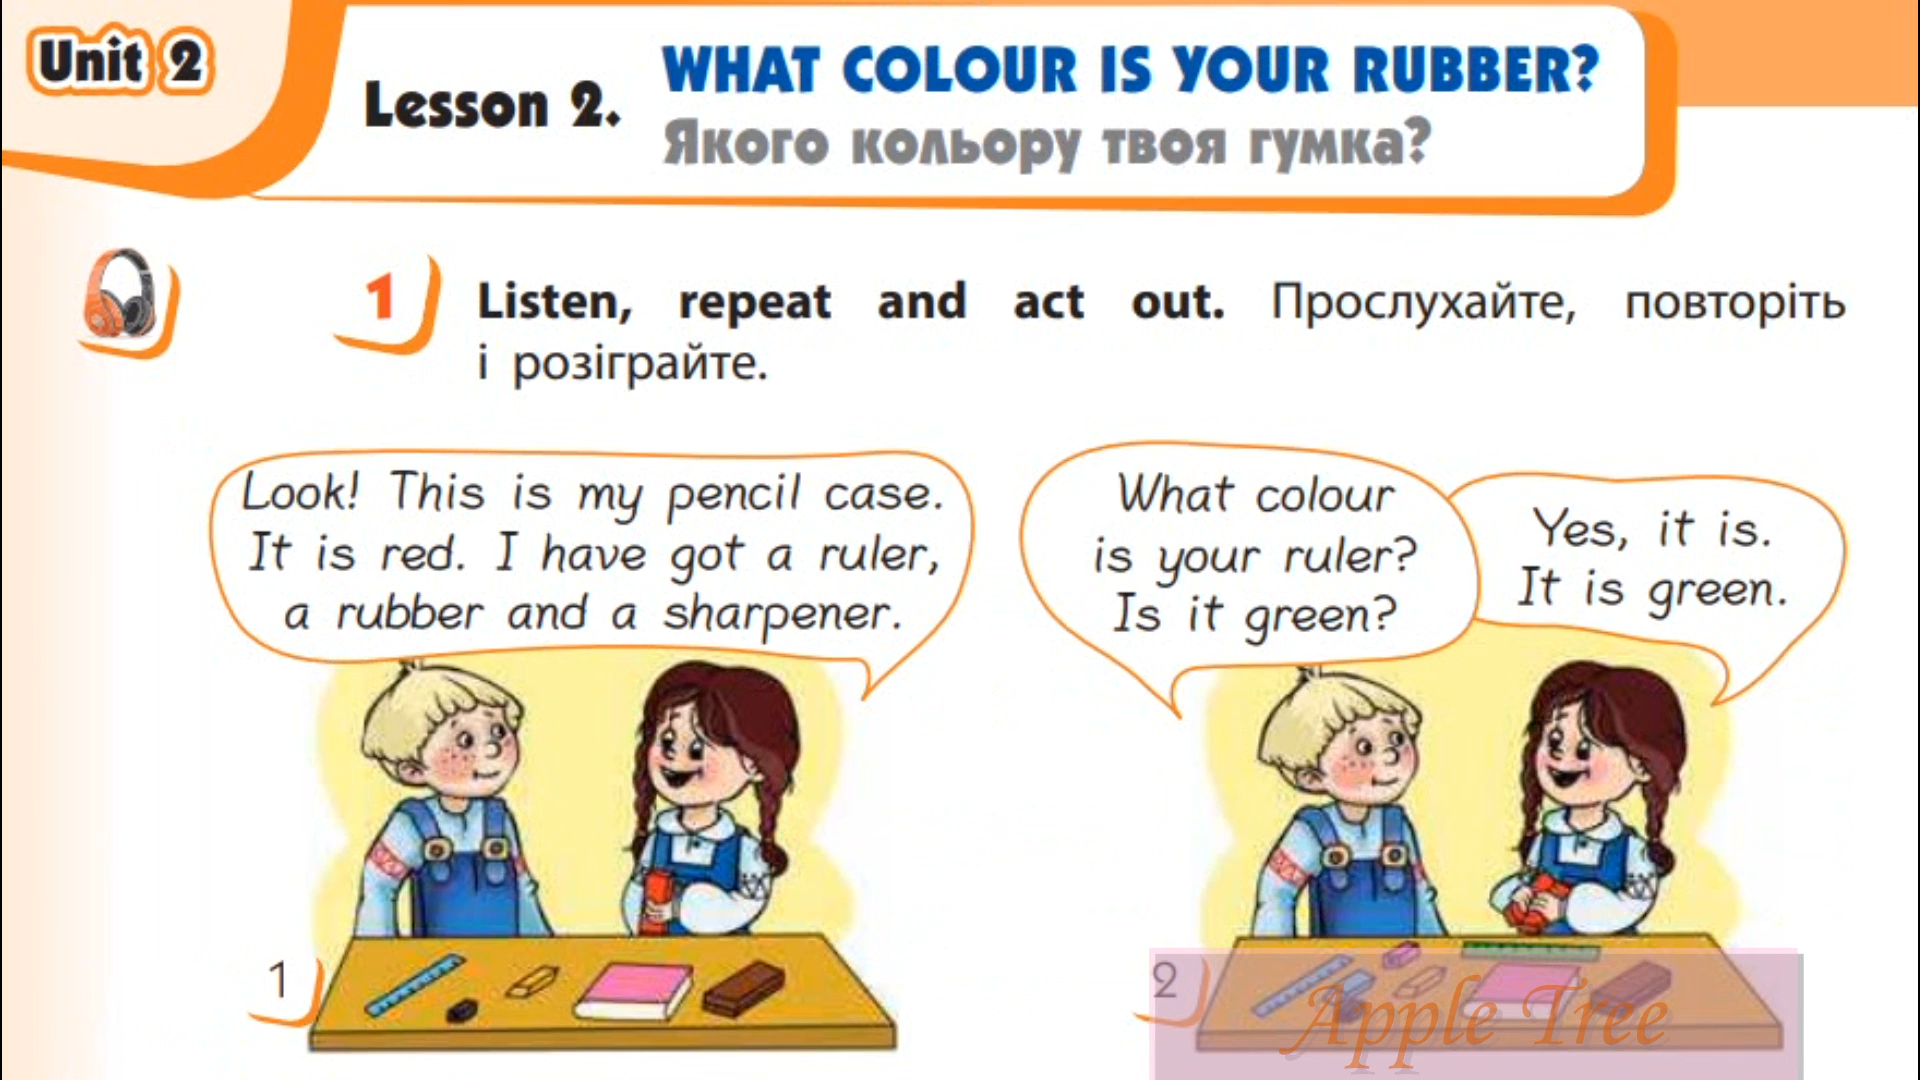 Unit 2
Lesson 2.
WHAT COLOUR IS YOUR RUBBER?
Якого кольору твоя гумка?
1
Listen, repeat and act out. Прослухайте, повторіть
і розіграйте.
Look! This is my pencil case.
It is red. I have got a ruler,
a rubber and a sharpener.
What colour
is your ruler?
Is it green?
Yes, it is.
It is green.
1
2
Apple Tree